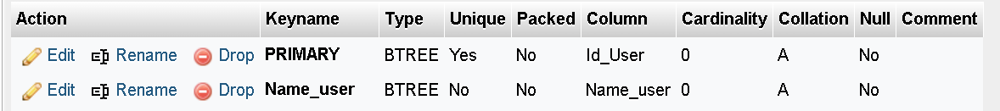 Action Keyname Type Unique Packed Column Cardinality Collation Null Comment
Edit Rename Drop PRIMARY BTREE Yes No Id_User 0 A No
Edit Rename Drop Name_user BTREE No No Name_user 0 A No